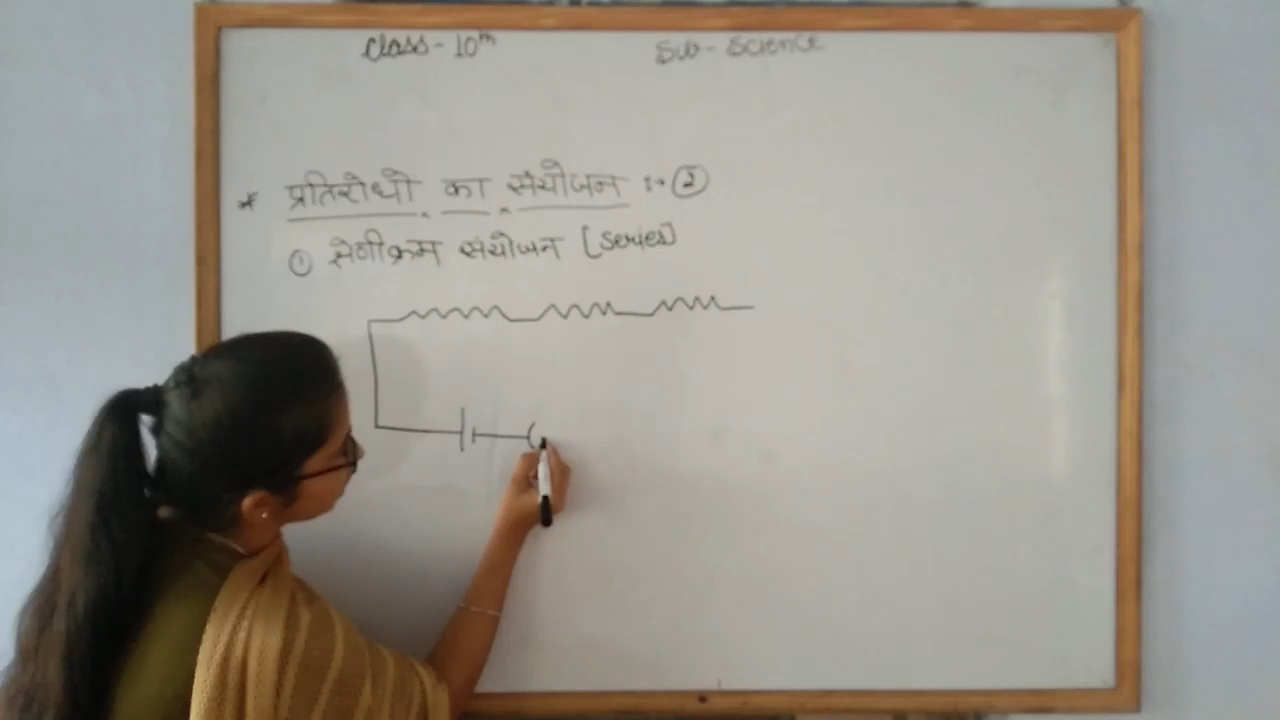 Class - 10th Sub - Science
* प्रतिरोधो का संयोजन :- ②
① सेणीक्रम संयोजन [series]